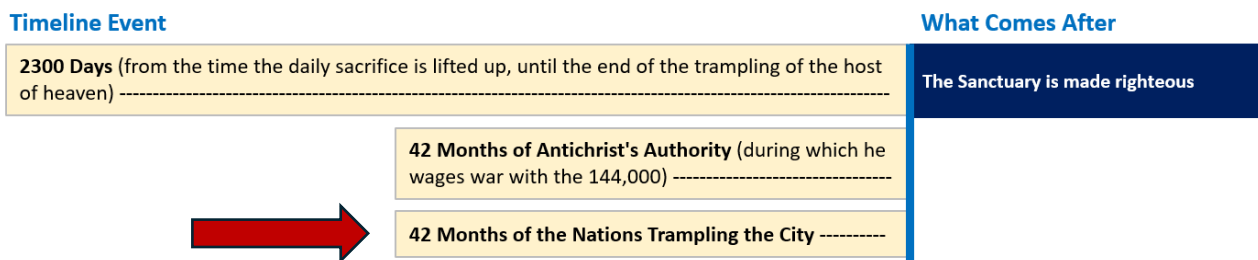 Timeline Event
What Comes After
2300 Days (from the time the daily sacrifice is lifted up, until the end of the trampling of the host
of heaven) --------------------------------------------------------------------------------------------------------------------
The Sanctuary is made righteous
42 Months of Antichrist's Authority (during which he
wages war with the 144,000) ---------------------------------
42 Months of the Nations Trampling the City ----------